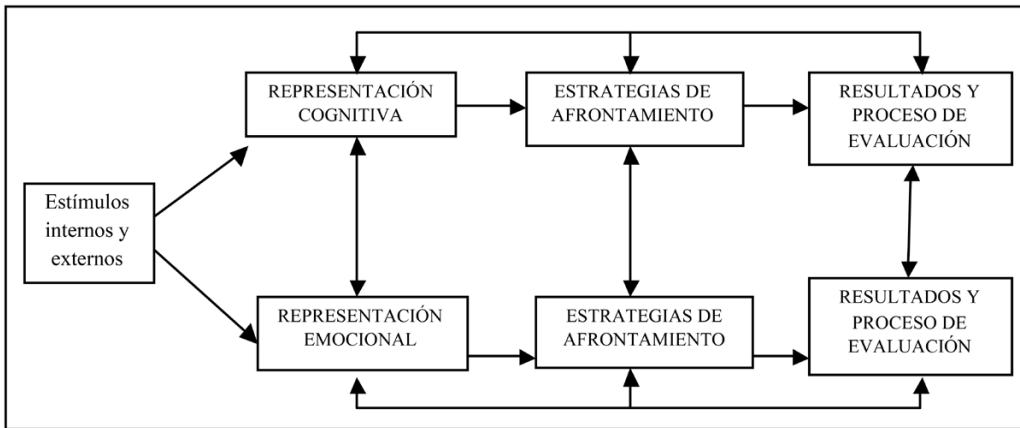 REPRESENTACIÓN
COGNITIVA
ESTRATEGIAS DE
AFRONTAMIENTO
RESULTADOS Y
PROCESO DE
EVALUACIÓN
Estímulos
internos y
externos
REPRESENTACIÓN
EMOCIONAL
ESTRATEGIAS DE
AFRONTAMIENTO
RESULTADOS Y
PROCESO DE
EVALUACIÓN